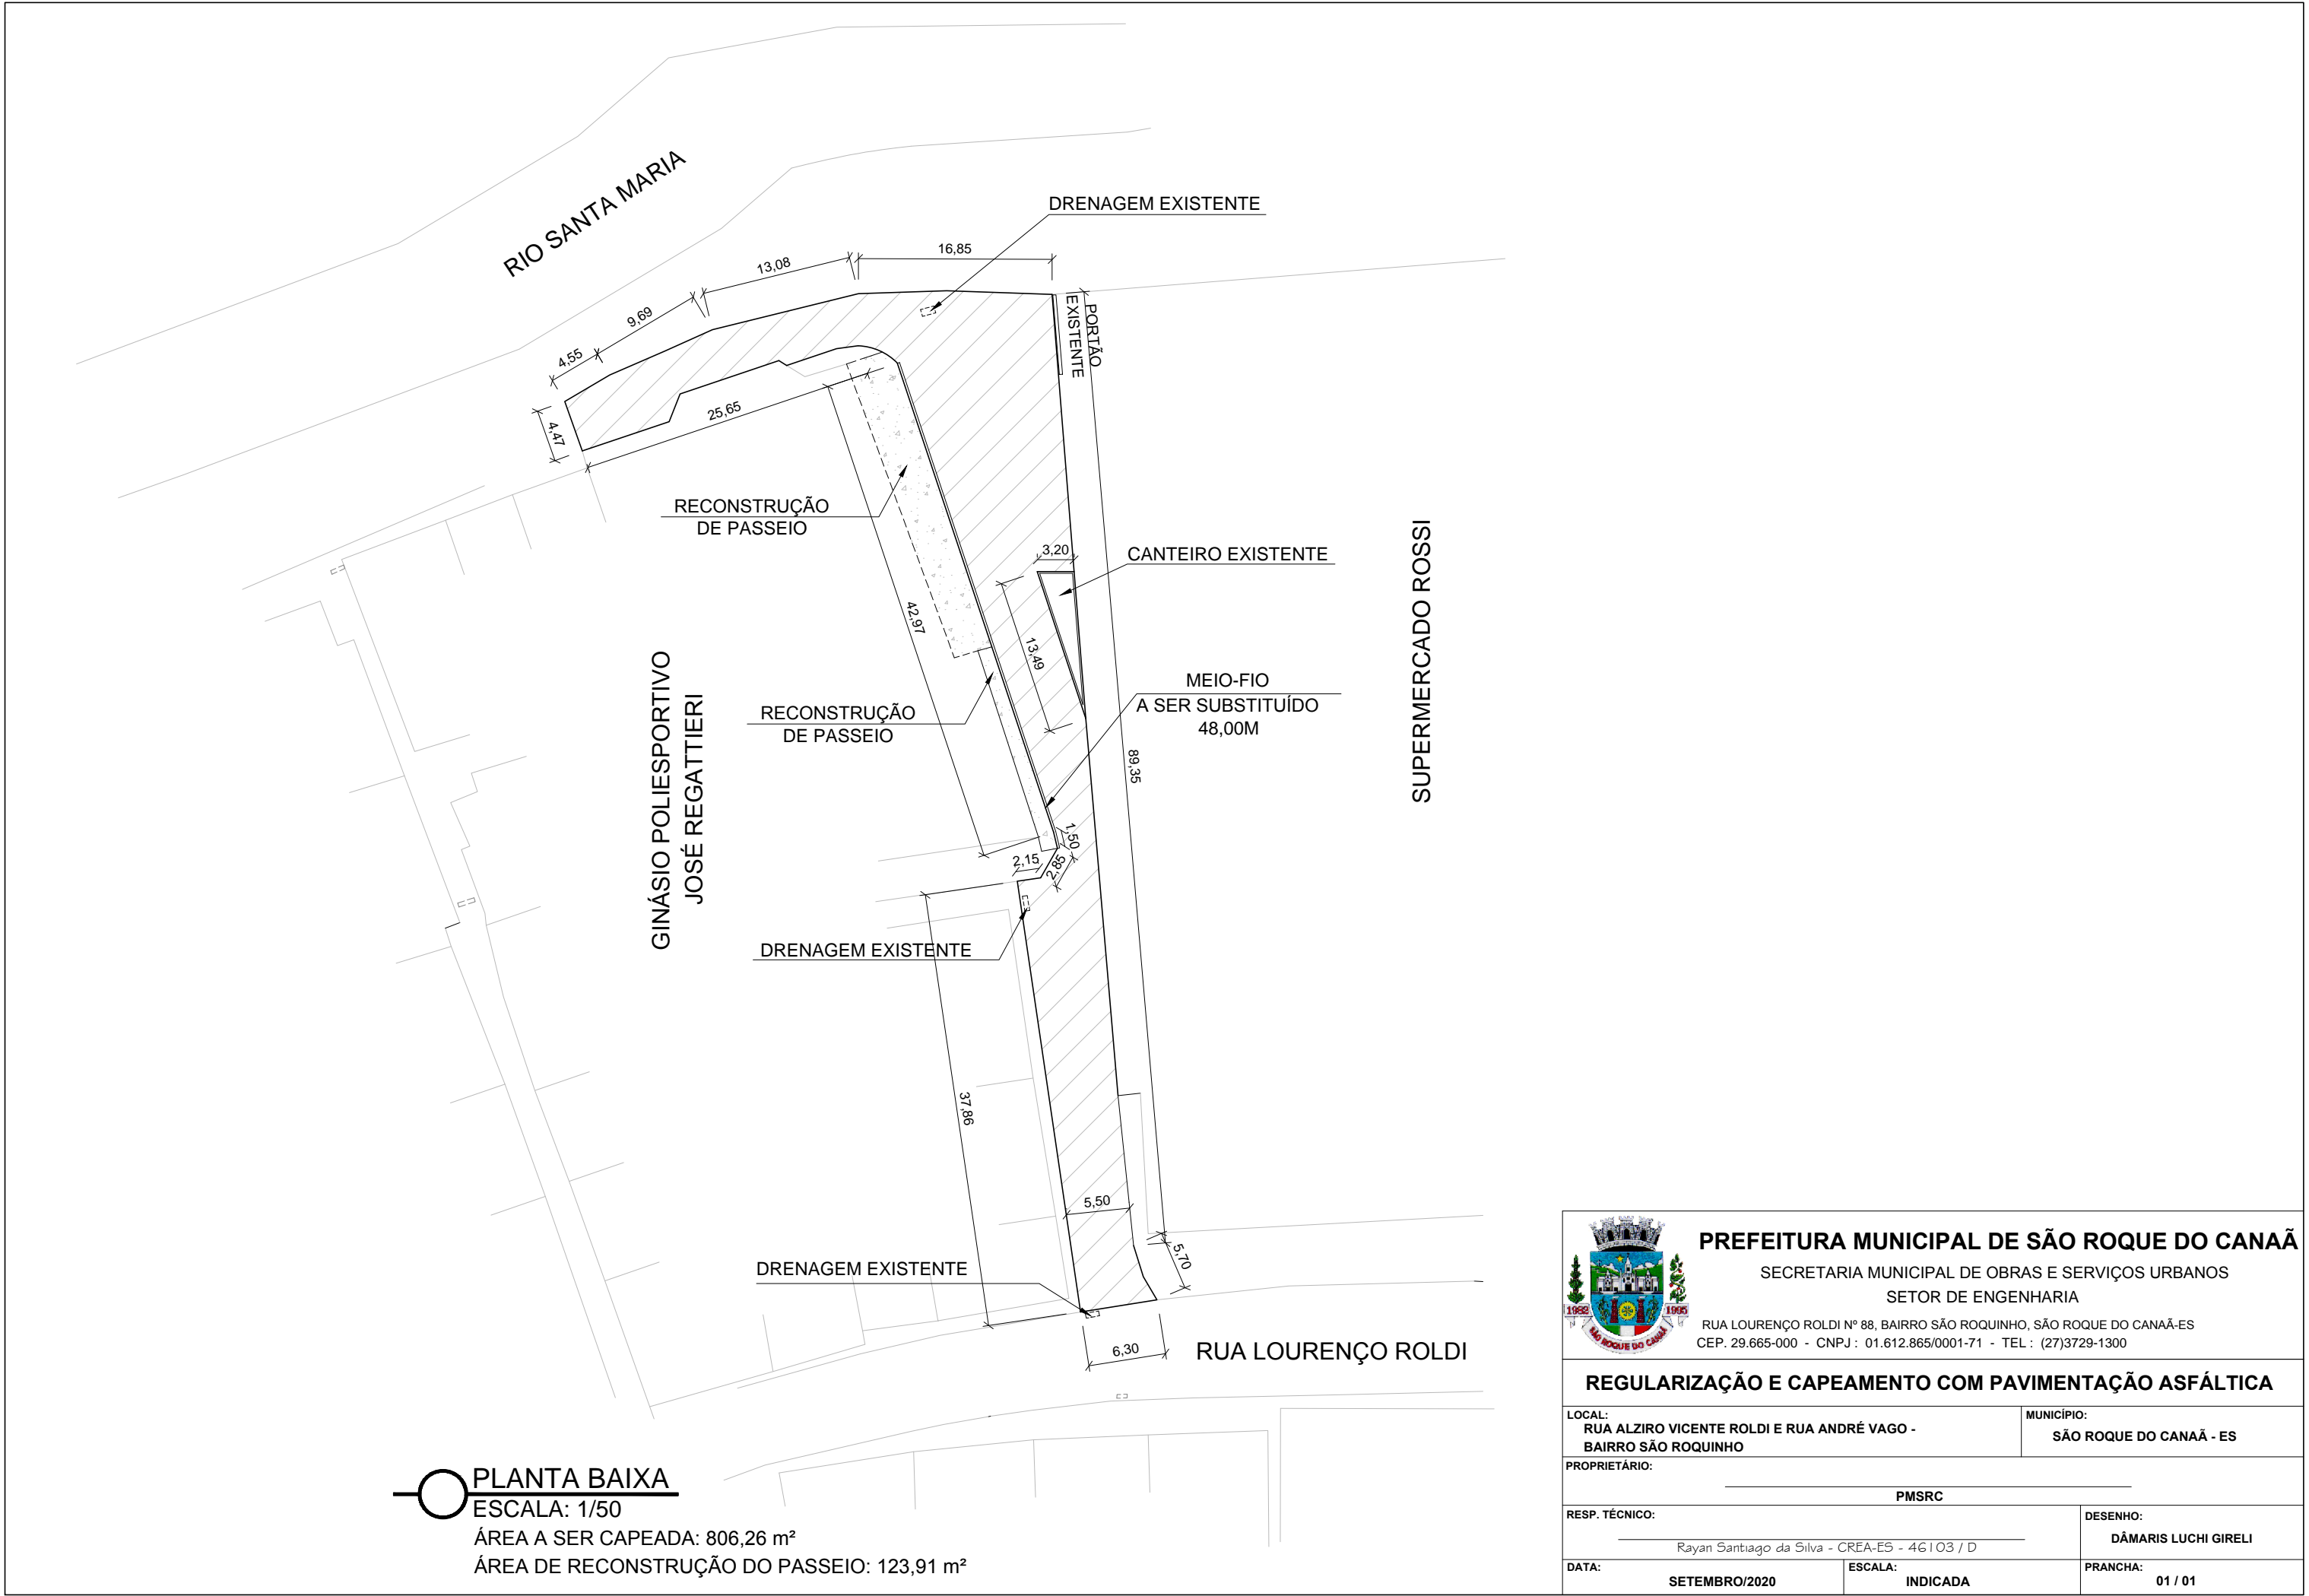 RIO SANTA MARIA
DRENAGEM EXISTENTE
16,85
13,08
9,69
4,55
4,47
25,65
PORTÃO
EXISTENTE
RECONSTRUÇÃO
DE PASSEIO
3,20
CANTEIRO EXISTENTE
42,97
13,49
SUPERMERCADO ROSSI
GINÁSIO POLIESPORTIVO
JOSÉ REGATTIERI
RECONSTRUÇÃO
DE PASSEIO
MEIO-FIO
A SER SUBSTITUÍDO
48,00M
89,35
1,50
2,15
2,85
DRENAGEM EXISTENTE
37,86
5,50
5,70
DRENAGEM EXISTENTE
6,30
RUA LOURENÇO ROLDI
PLANTA BAIXA
ESCALA: 1/50
ÁREA A SER CAPEADA: 806,26 m²
ÁREA DE RECONSTRUÇÃO DO PASSEIO: 123,91 m²
1982
1995
SÃO ROQUE DO CANAÃ
PREFEITURA MUNICIPAL DE SÃO ROQUE DO CANAÃ
SECRETARIA MUNICIPAL DE OBRAS E SERVIÇOS URBANOS
SETOR DE ENGENHARIA
RUA LOURENÇO ROLDI Nº 88, BAIRRO SÃO ROQUINHO, SÃO ROQUE DO CANAÃ-ES
CEP. 29.665-000 - CNPJ : 01.612.865/0001-71 - TEL : (27)3729-1300
REGULARIZAÇÃO E CAPEAMENTO COM PAVIMENTAÇÃO ASFÁLTICA
LOCAL:
RUA ALZIRO VICENTE ROLDI E RUA ANDRÉ VAGO -
BAIRRO SÃO ROQUINHO
MUNICÍPIO:
SÃO ROQUE DO CANAÃ - ES
PROPRIETÁRIO:
PMSRC
RESP. TÉCNICO:
Rayan Santiago da Silva - CREA-ES - 46103 / D
DESENHO:
DÂMARIS LUCHI GIRELI
DATA:
SETEMBRO/2020
ESCALA:
INDICADA
PRANCHA:
01 / 01